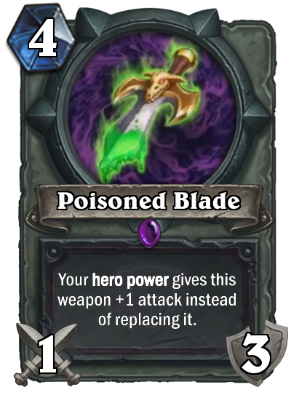 4
Poisoned Blade
Your hero power gives this
weapon +1 attack instead
of replacing it.
1
3